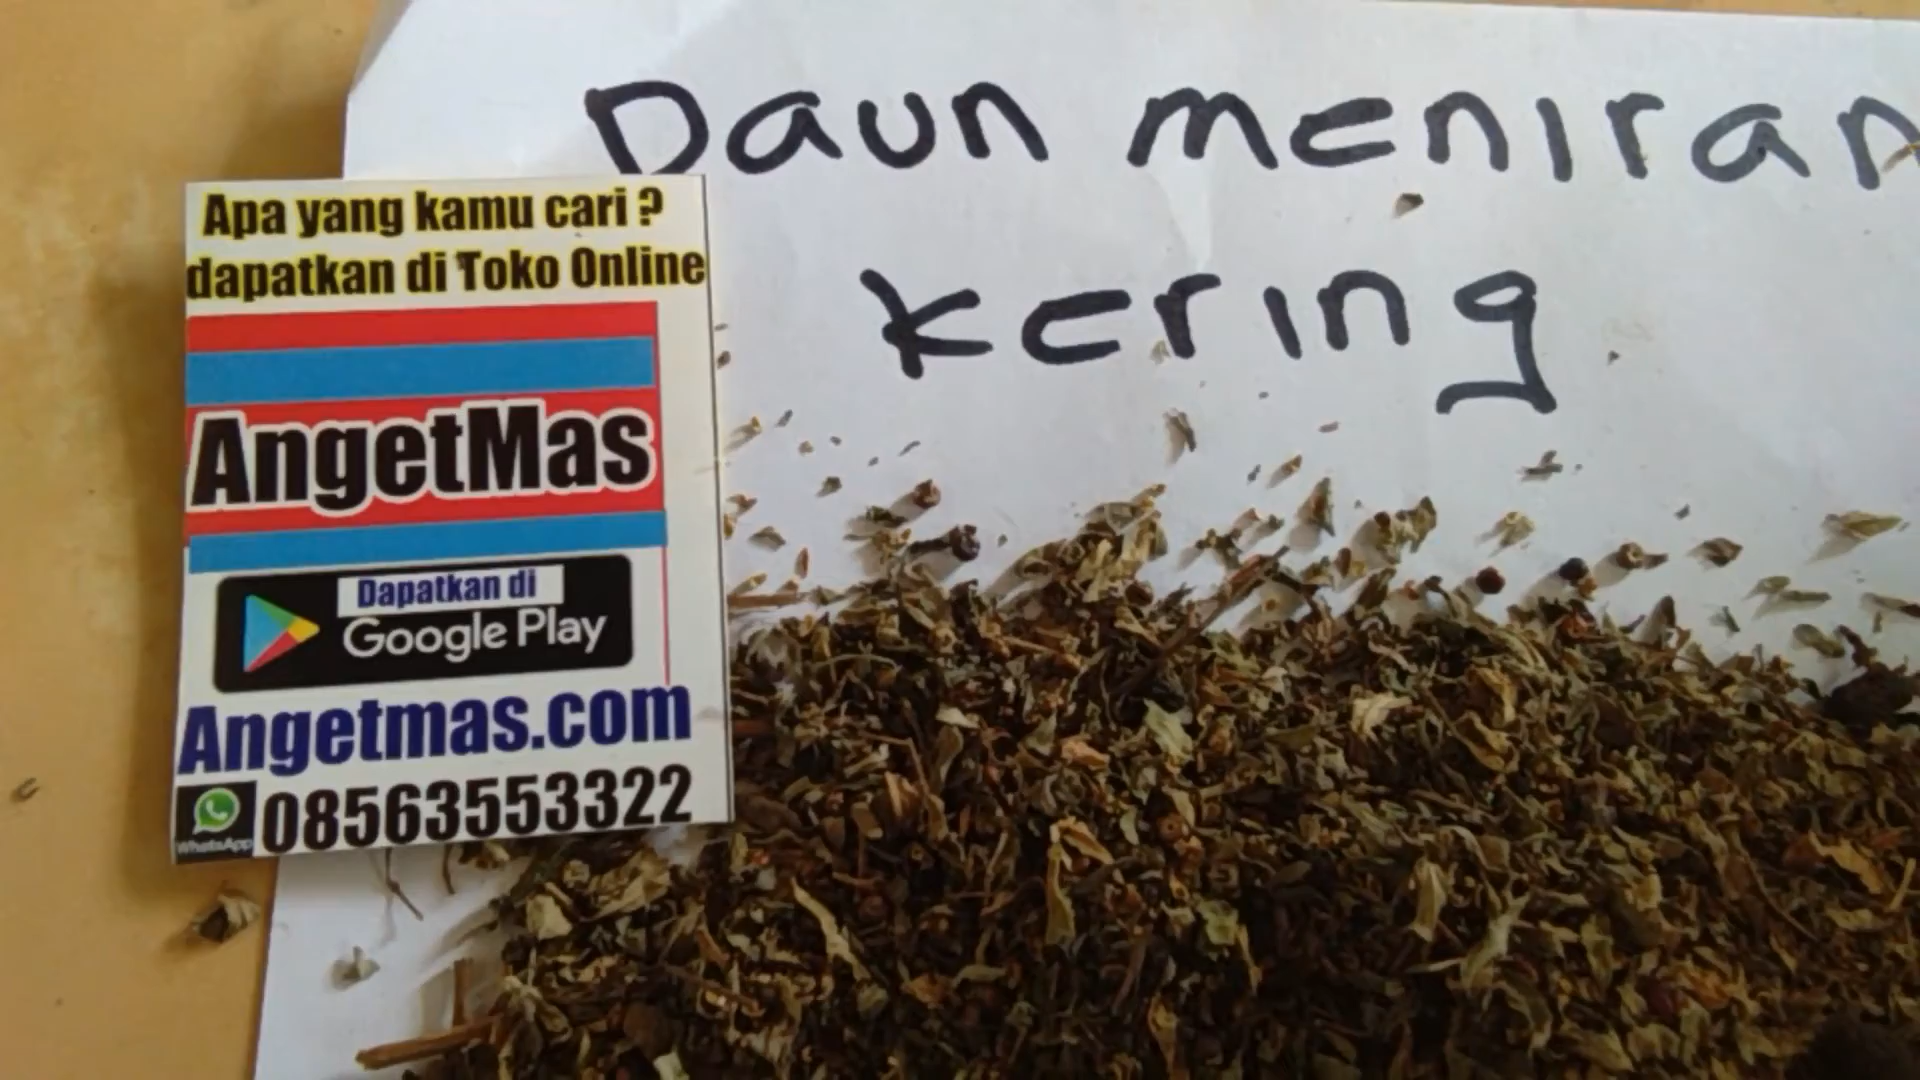 Daun meniran
kering
Apa yang kamu cari ?
dapatkan di Toko Online
AngetMas
Dapatkan di
Google Play
Angetmas.com
WhatsApp
08563553322